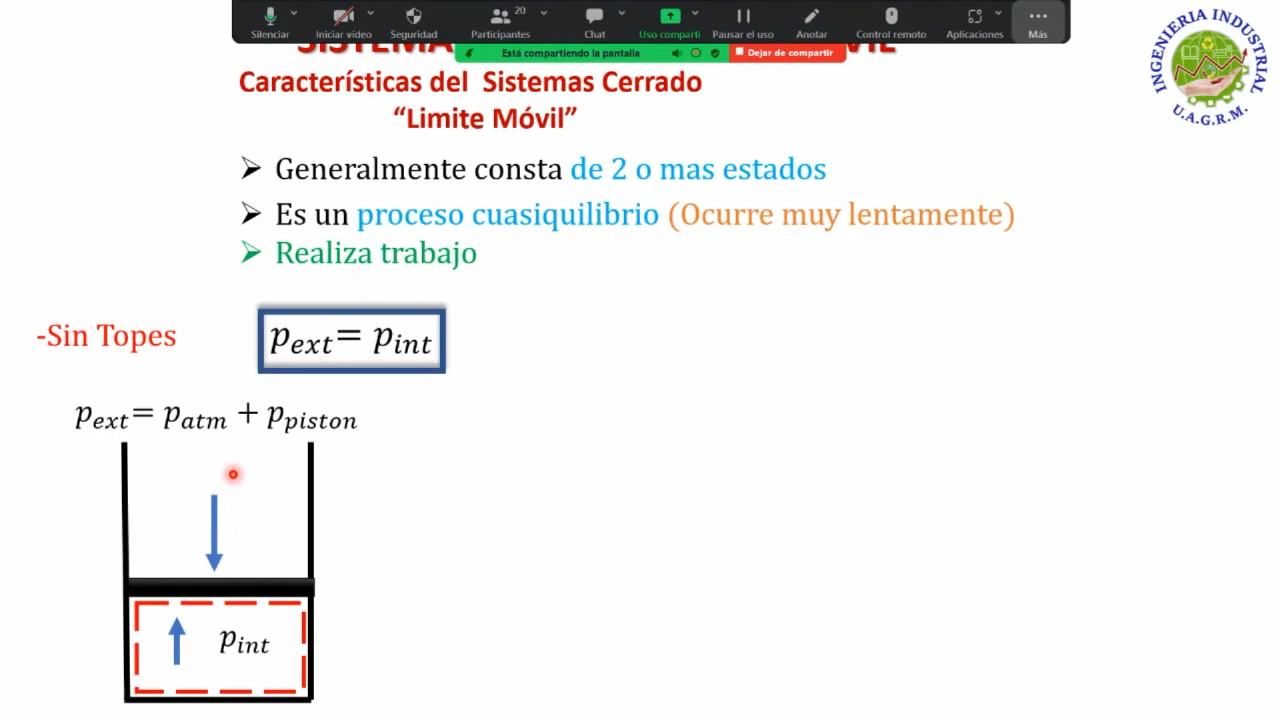 20
Silenciar
Iniciar vídeo
Seguridad
Participantes
Chat
Uso comparti
Pausar el uso
Anotar
Control remoto
Aplicaciones
Más
Está compartiendo la pantalla
Dejar de compartir
Características del Sistemas Cerrado
“Limite Móvil”
Generalmente consta de 2 o mas estados
Es un proceso cuasiquilibrio (Ocurre muy lentamente)
Realiza trabajo
-Sin Topes
p_ext = p_int
p_ext = p_atm + p_piston
p_int
INGENIERIA INDUSTRIAL
U.A.G.R.M.